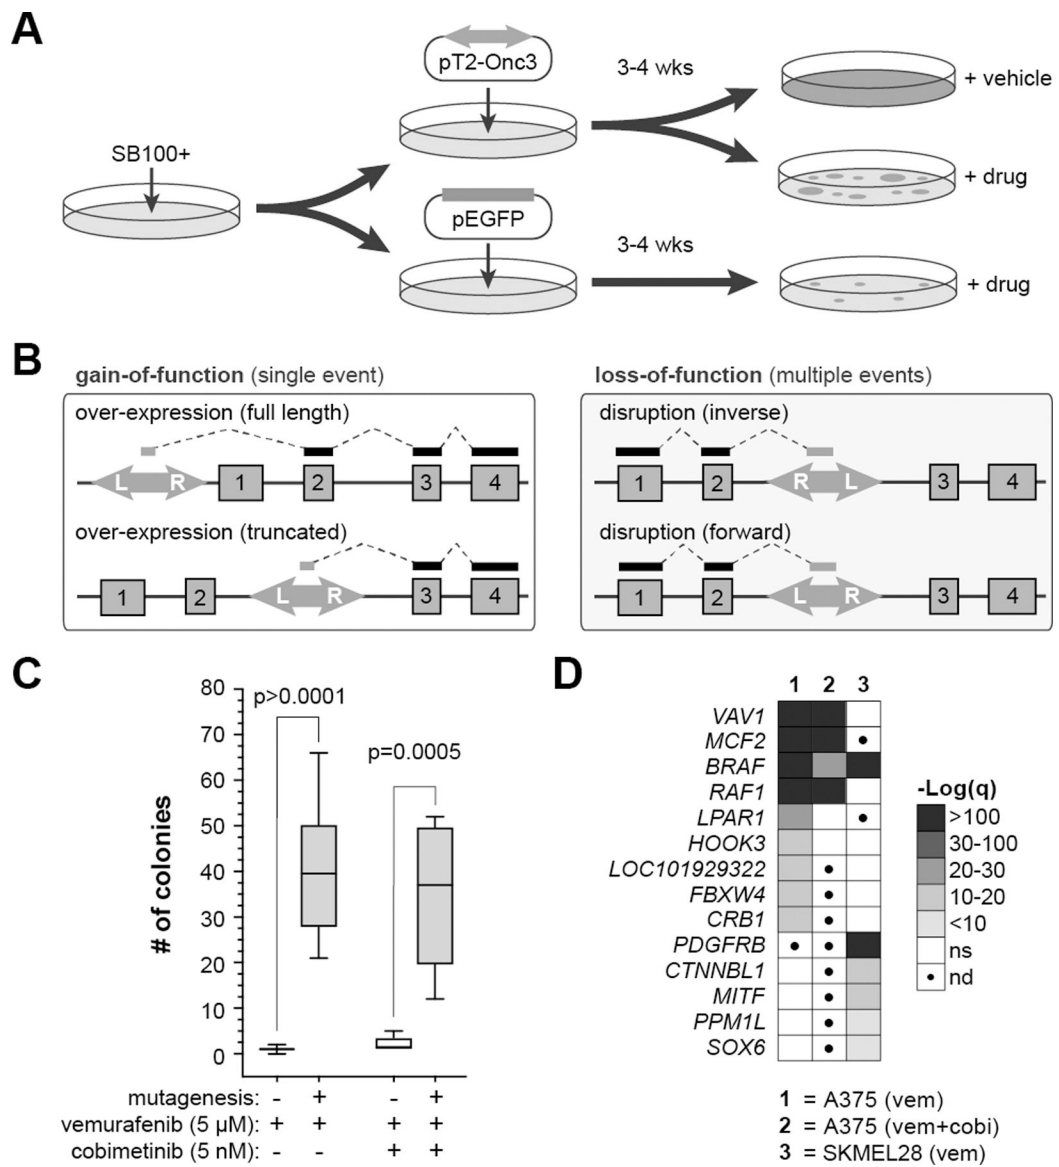 A
pT2-Onc3
3-4 wks
+ vehicle
SB100+
+ drug
pEGFP
3-4 wks
+ drug
B
gain-of-function (single event)
over-expression (full length)
L R 1 2 3 4
over-expression (truncated)
1 2 L R 3 4
loss-of-function (multiple events)
disruption (inverse)
1 2 R L 3 4
disruption (forward)
1 2 L R 3 4
C
# of colonies
80
70
60
50
40
30
20
10
0
p>0.0001
p=0.0005
mutagenesis: - + - +
vemurafenib (5 µM): + + + +
cobimetinib (5 nM): - - + +
D
1 2 3
VAV1
MCF2
BRAF
RAF1
LPAR1
HOOK3
LOC101929322
FBXW4
CRB1
PDGFRB
CTNNBL1
MITF
PPM1L
SOX6
-Log(q)
>100
30-100
20-30
10-20
<10
ns
• nd
1 = A375 (vem)
2 = A375 (vem+cobi)
3 = SKMEL28 (vem)